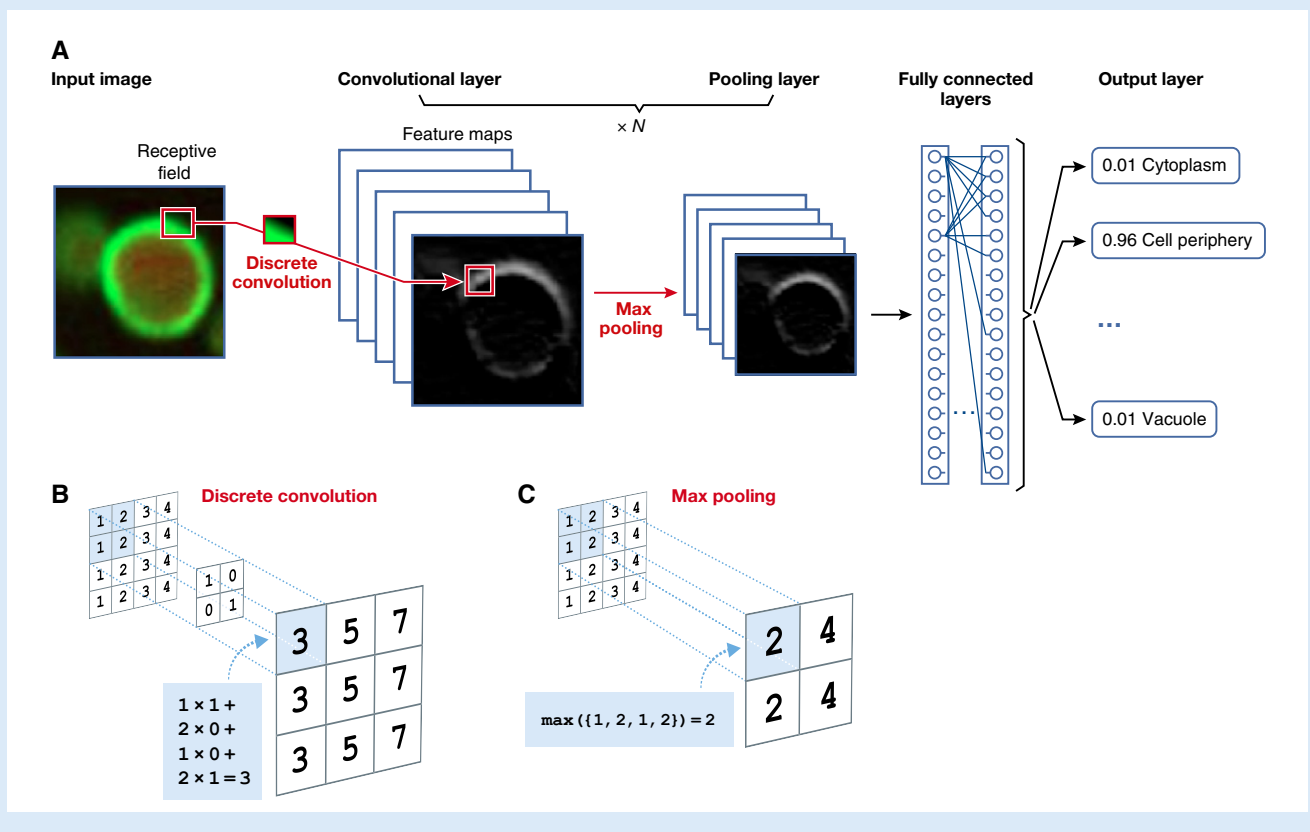 A
Input image
Convolutional layer
Pooling layer
Fully connected
layers
Output layer
× N
Feature maps
Receptive
field
Discrete
convolution
Max
pooling
0.01 Cytoplasm
0.96 Cell periphery
...
0.01 Vacuole
...
B
Discrete convolution
1 2 3 4
1 2 3 4
1 2 3 4
1 2 3 4
1 0
0 1
3 5 7
3 5 7
3 5 7
1 × 1 +
2 × 0 +
1 × 0 +
2 × 1 = 3
C
Max pooling
1 2 3 4
1 2 3 4
1 2 3 4
1 2 3 4
2 4
2 4
max({1, 2, 1, 2}) = 2